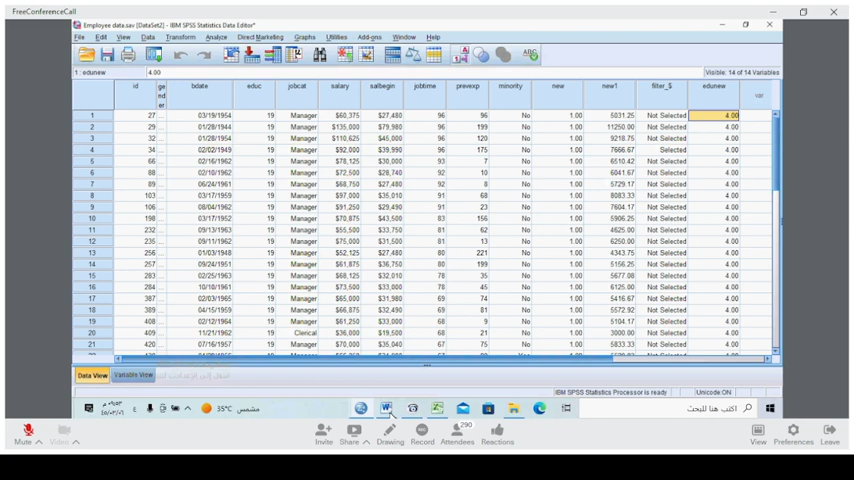 FreeConferenceCall
Employee data.sav [DataSet2] - IBM SPSS Statistics Data Editor*
File Edit View Data Transform Analyze Direct Marketing Graphs Utilities Add-ons Window Help
1 : edunew 4.00 Visible: 14 of 14 Variables
id gend er bdate educ jobcat salary salbegin jobtime prevexp minority new new1 filter_$ edunew var
1 27 ... 03/19/1954 19 Manager $60,375 $27,480 96 96 No 1.00 5031.25 Not Selected 4.00
2 29 ... 01/28/1944 19 Manager $135,000 $79,980 96 199 No 1.00 11250.00 Not Selected 4.00
3 32 ... 01/28/1954 19 Manager $110,625 $45,000 96 120 No 1.00 9218.75 Not Selected 4.00
4 34 ... 02/02/1949 19 Manager $92,000 $39,990 96 175 No 1.00 7666.67 Selected 4.00
5 66 ... 02/16/1962 19 Manager $78,125 $30,000 93 7 No 1.00 6510.42 Not Selected 4.00
6 88 ... 02/10/1962 19 Manager $72,500 $28,740 92 10 No 1.00 6041.67 Not Selected 4.00
7 89 ... 06/24/1961 19 Manager $68,750 $27,480 92 8 No 1.00 5729.17 Not Selected 4.00
8 103 ... 03/17/1959 19 Manager $97,000 $35,010 91 68 No 1.00 8083.33 Not Selected 4.00
9 106 ... 08/04/1962 19 Manager $91,250 $29,490 91 23 No 1.00 7604.17 Not Selected 4.00
10 198 ... 03/17/1952 19 Manager $70,875 $43,500 83 156 No 1.00 5906.25 Not Selected 4.00
11 232 ... 09/13/1963 19 Manager $55,500 $33,750 81 62 No 1.00 4625.00 Not Selected 4.00
12 235 ... 09/11/1962 19 Manager $75,000 $31,500 81 13 No 1.00 6250.00 Not Selected 4.00
13 256 ... 01/03/1948 19 Manager $52,125 $27,480 80 221 No 1.00 4343.75 Not Selected 4.00
14 257 ... 09/24/1951 19 Manager $61,875 $36,750 80 199 No 1.00 5156.25 Not Selected 4.00
15 283 ... 02/25/1963 19 Manager $68,125 $32,010 78 35 No 1.00 5677.08 Not Selected 4.00
16 284 ... 10/10/1961 19 Manager $73,500 $33,000 78 45 No 1.00 6125.00 Not Selected 4.00
17 387 ... 02/03/1965 19 Manager $65,000 $31,980 69 74 No 1.00 5416.67 Not Selected 4.00
18 389 ... 04/15/1959 19 Manager $66,875 $32,490 69 81 No 1.00 5572.92 Not Selected 4.00
19 408 ... 02/12/1964 19 Manager $61,250 $33,000 68 9 No 1.00 5104.17 Not Selected 4.00
20 409 ... 11/21/1962 19 Clerical $36,000 $19,500 68 21 No 1.00 3000.00 Not Selected 4.00
21 420 ... 07/16/1957 19 Manager $70,000 $35,040 67 75 No 1.00 5833.33 Not Selected 4.00
Data View Variable View
IBM SPSS Statistics Processor is ready Unicode:ON
35°C مشمس
اكتب هنا للبحث
290
Mute Video Invite Share Drawing Record Attendees Reactions View Preferences Leave